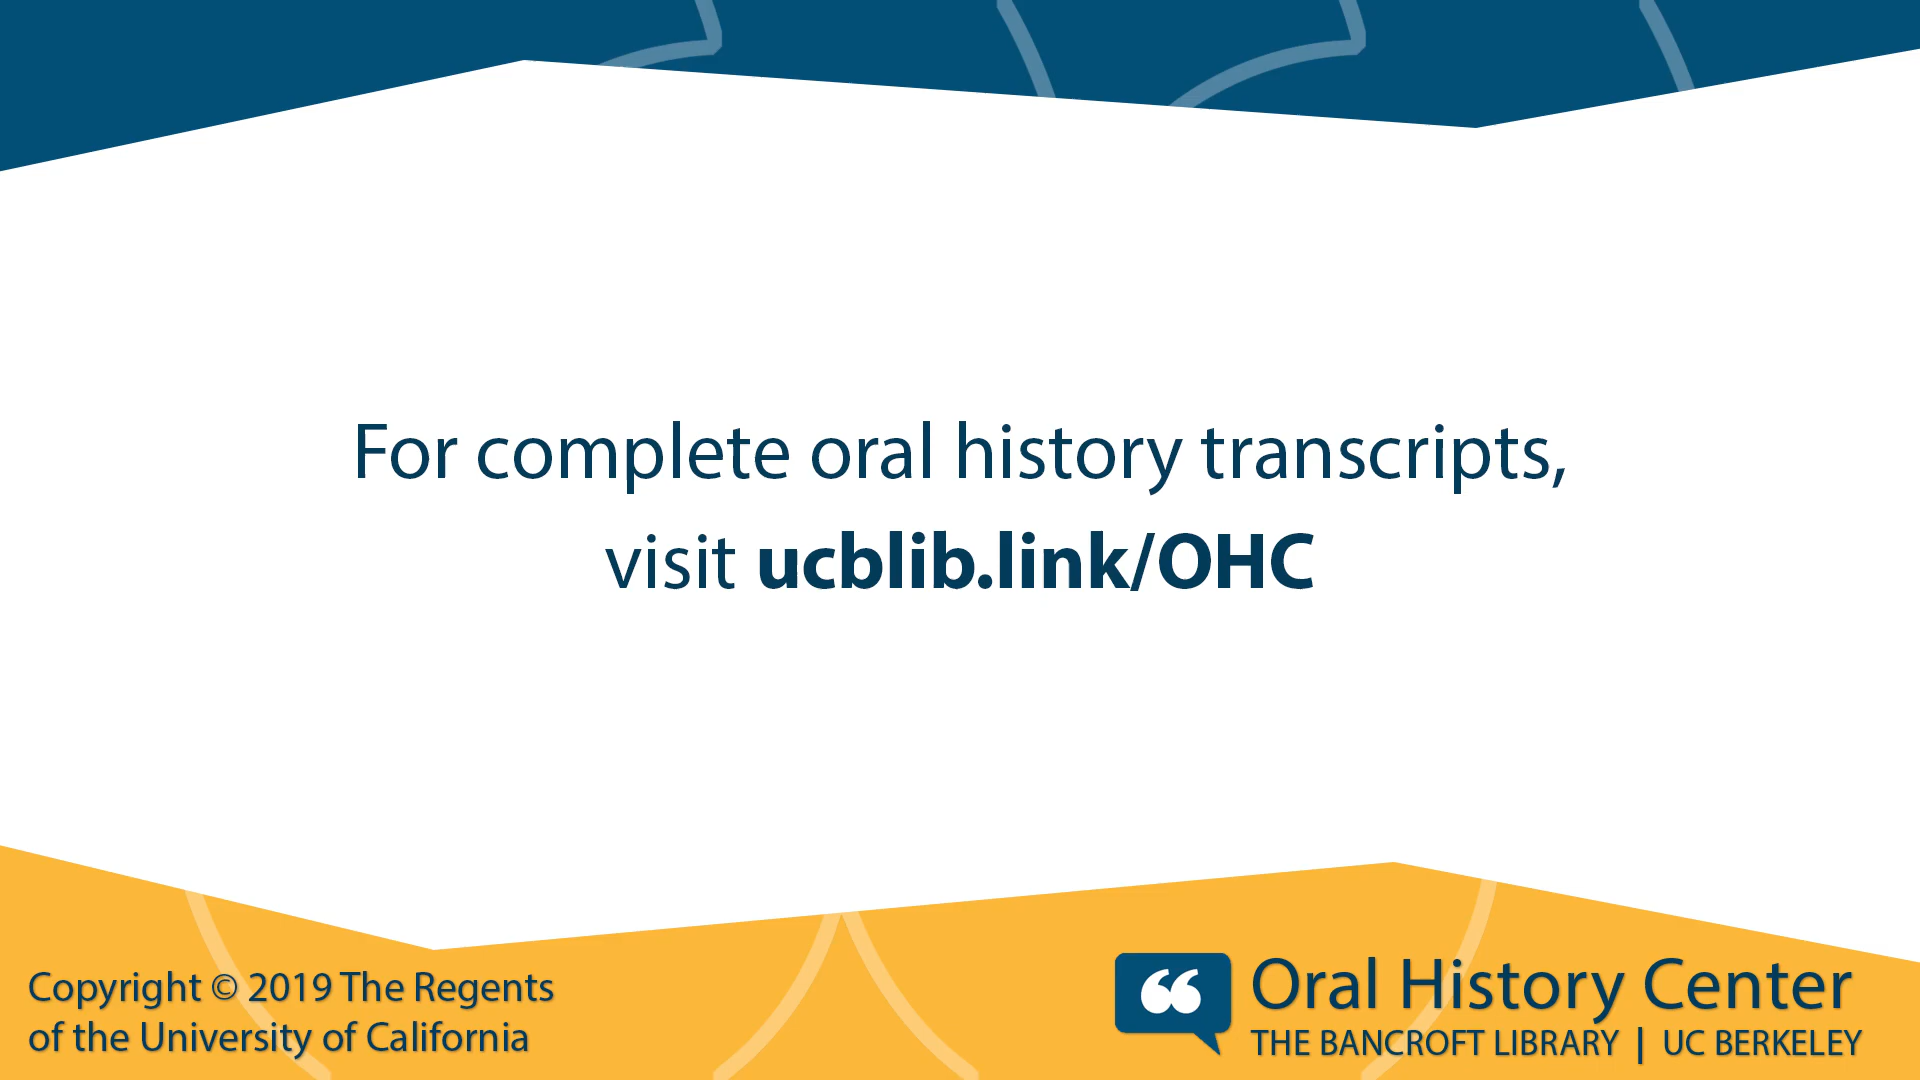 For complete oral history transcripts,
visit ucblib.link/OHC
Copyright © 2019 The Regents
of the University of California
Oral History Center
THE BANCROFT LIBRARY | UC BERKELEY